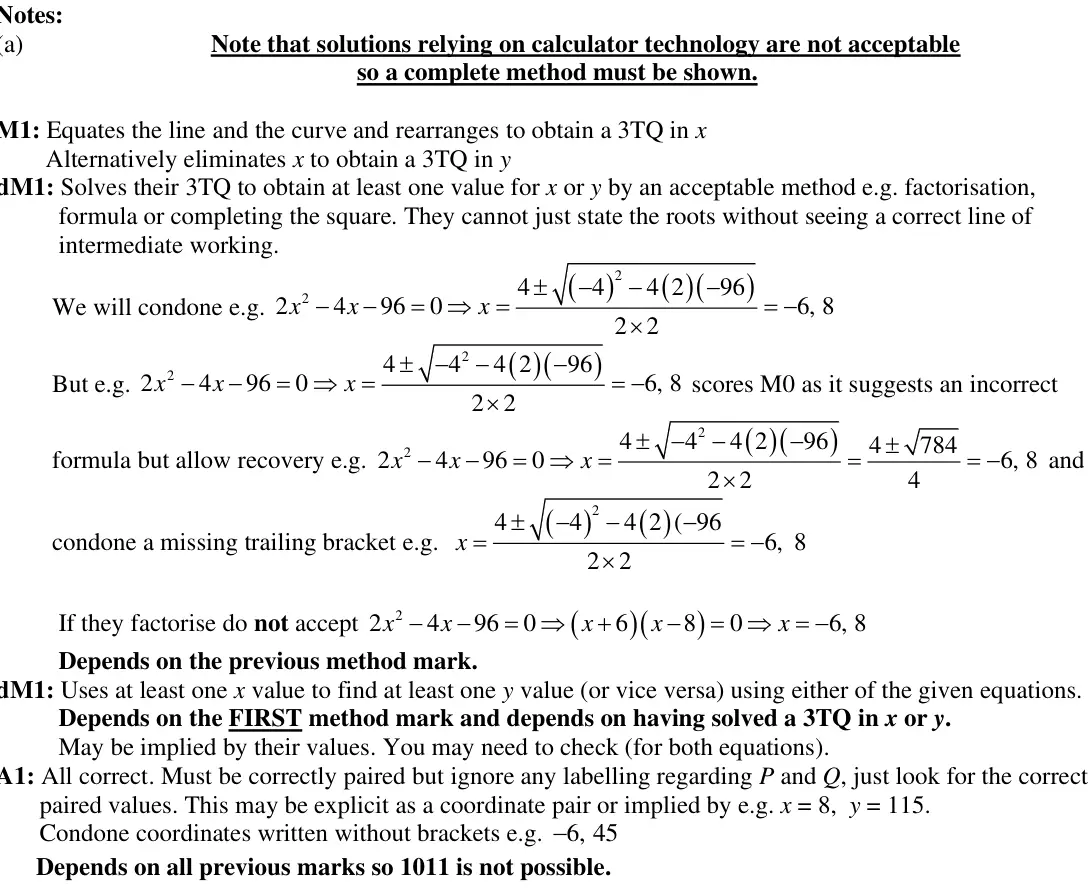 Notes:
(a) Note that solutions relying on calculator technology are not acceptable
so a complete method must be shown.
M1: Equates the line and the curve and rearranges to obtain a 3TQ in x
Alternatively eliminates x to obtain a 3TQ in y
dM1: Solves their 3TQ to obtain at least one value for x or y by an acceptable method e.g. factorisation,
formula or completing the square. They cannot just state the roots without seeing a correct line of
intermediate working.
We will condone e.g. 2x² − 4x − 96 = 0 ⇒ x = (4 ± √((−4)² − 4(2)(−96)))/(2×2) = −6, 8
But e.g. 2x² − 4x − 96 = 0 ⇒ x = (4 ± √(−4² − 4(2)(−96)))/(2×2) = −6, 8 scores M0 as it suggests an incorrect
formula but allow recovery e.g. 2x² − 4x − 96 = 0 ⇒ x = (4 ± √(−4² − 4(2)(−96)))/(2×2) = (4 ± √784)/4 = −6, 8 and
condone a missing trailing bracket e.g. x = (4 ± √((−4)² − 4(2)(−96))/(2×2) = −6, 8
If they factorise do not accept 2x² − 4x − 96 = 0 ⇒ (x + 6)(x − 8) = 0 ⇒ x = −6, 8
Depends on the previous method mark.
dM1: Uses at least one x value to find at least one y value (or vice versa) using either of the given equations.
Depends on the FIRST method mark and depends on having solved a 3TQ in x or y.
May be implied by their values. You may need to check (for both equations).
A1: All correct. Must be correctly paired but ignore any labelling regarding P and Q, just look for the correct
paired values. This may be explicit as a coordinate pair or implied by e.g. x = 8, y = 115.
Condone coordinates written without brackets e.g. −6, 45
Depends on all previous marks so 1011 is not possible.